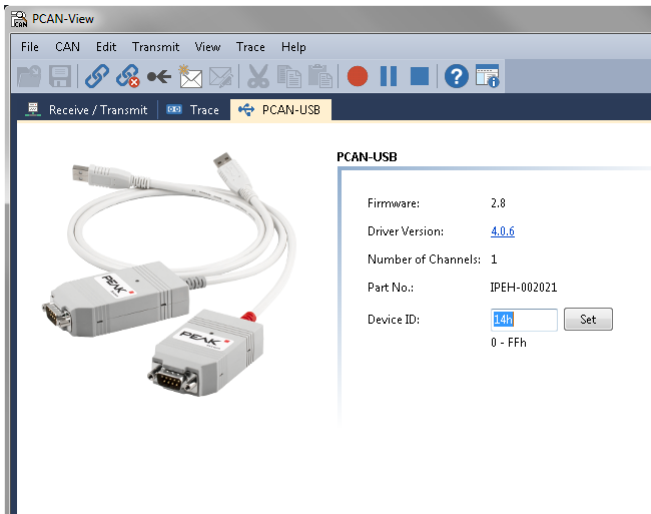 PCAN-View
File CAN Edit Transmit View Trace Help
Receive / Transmit Trace PCAN-USB
PCAN-USB
Firmware: 2.8
Driver Version: 4.0.6
Number of Channels: 1
Part No.: IPEH-002021
Device ID: 14h Set
0 - FFh
PEAK
PEAK